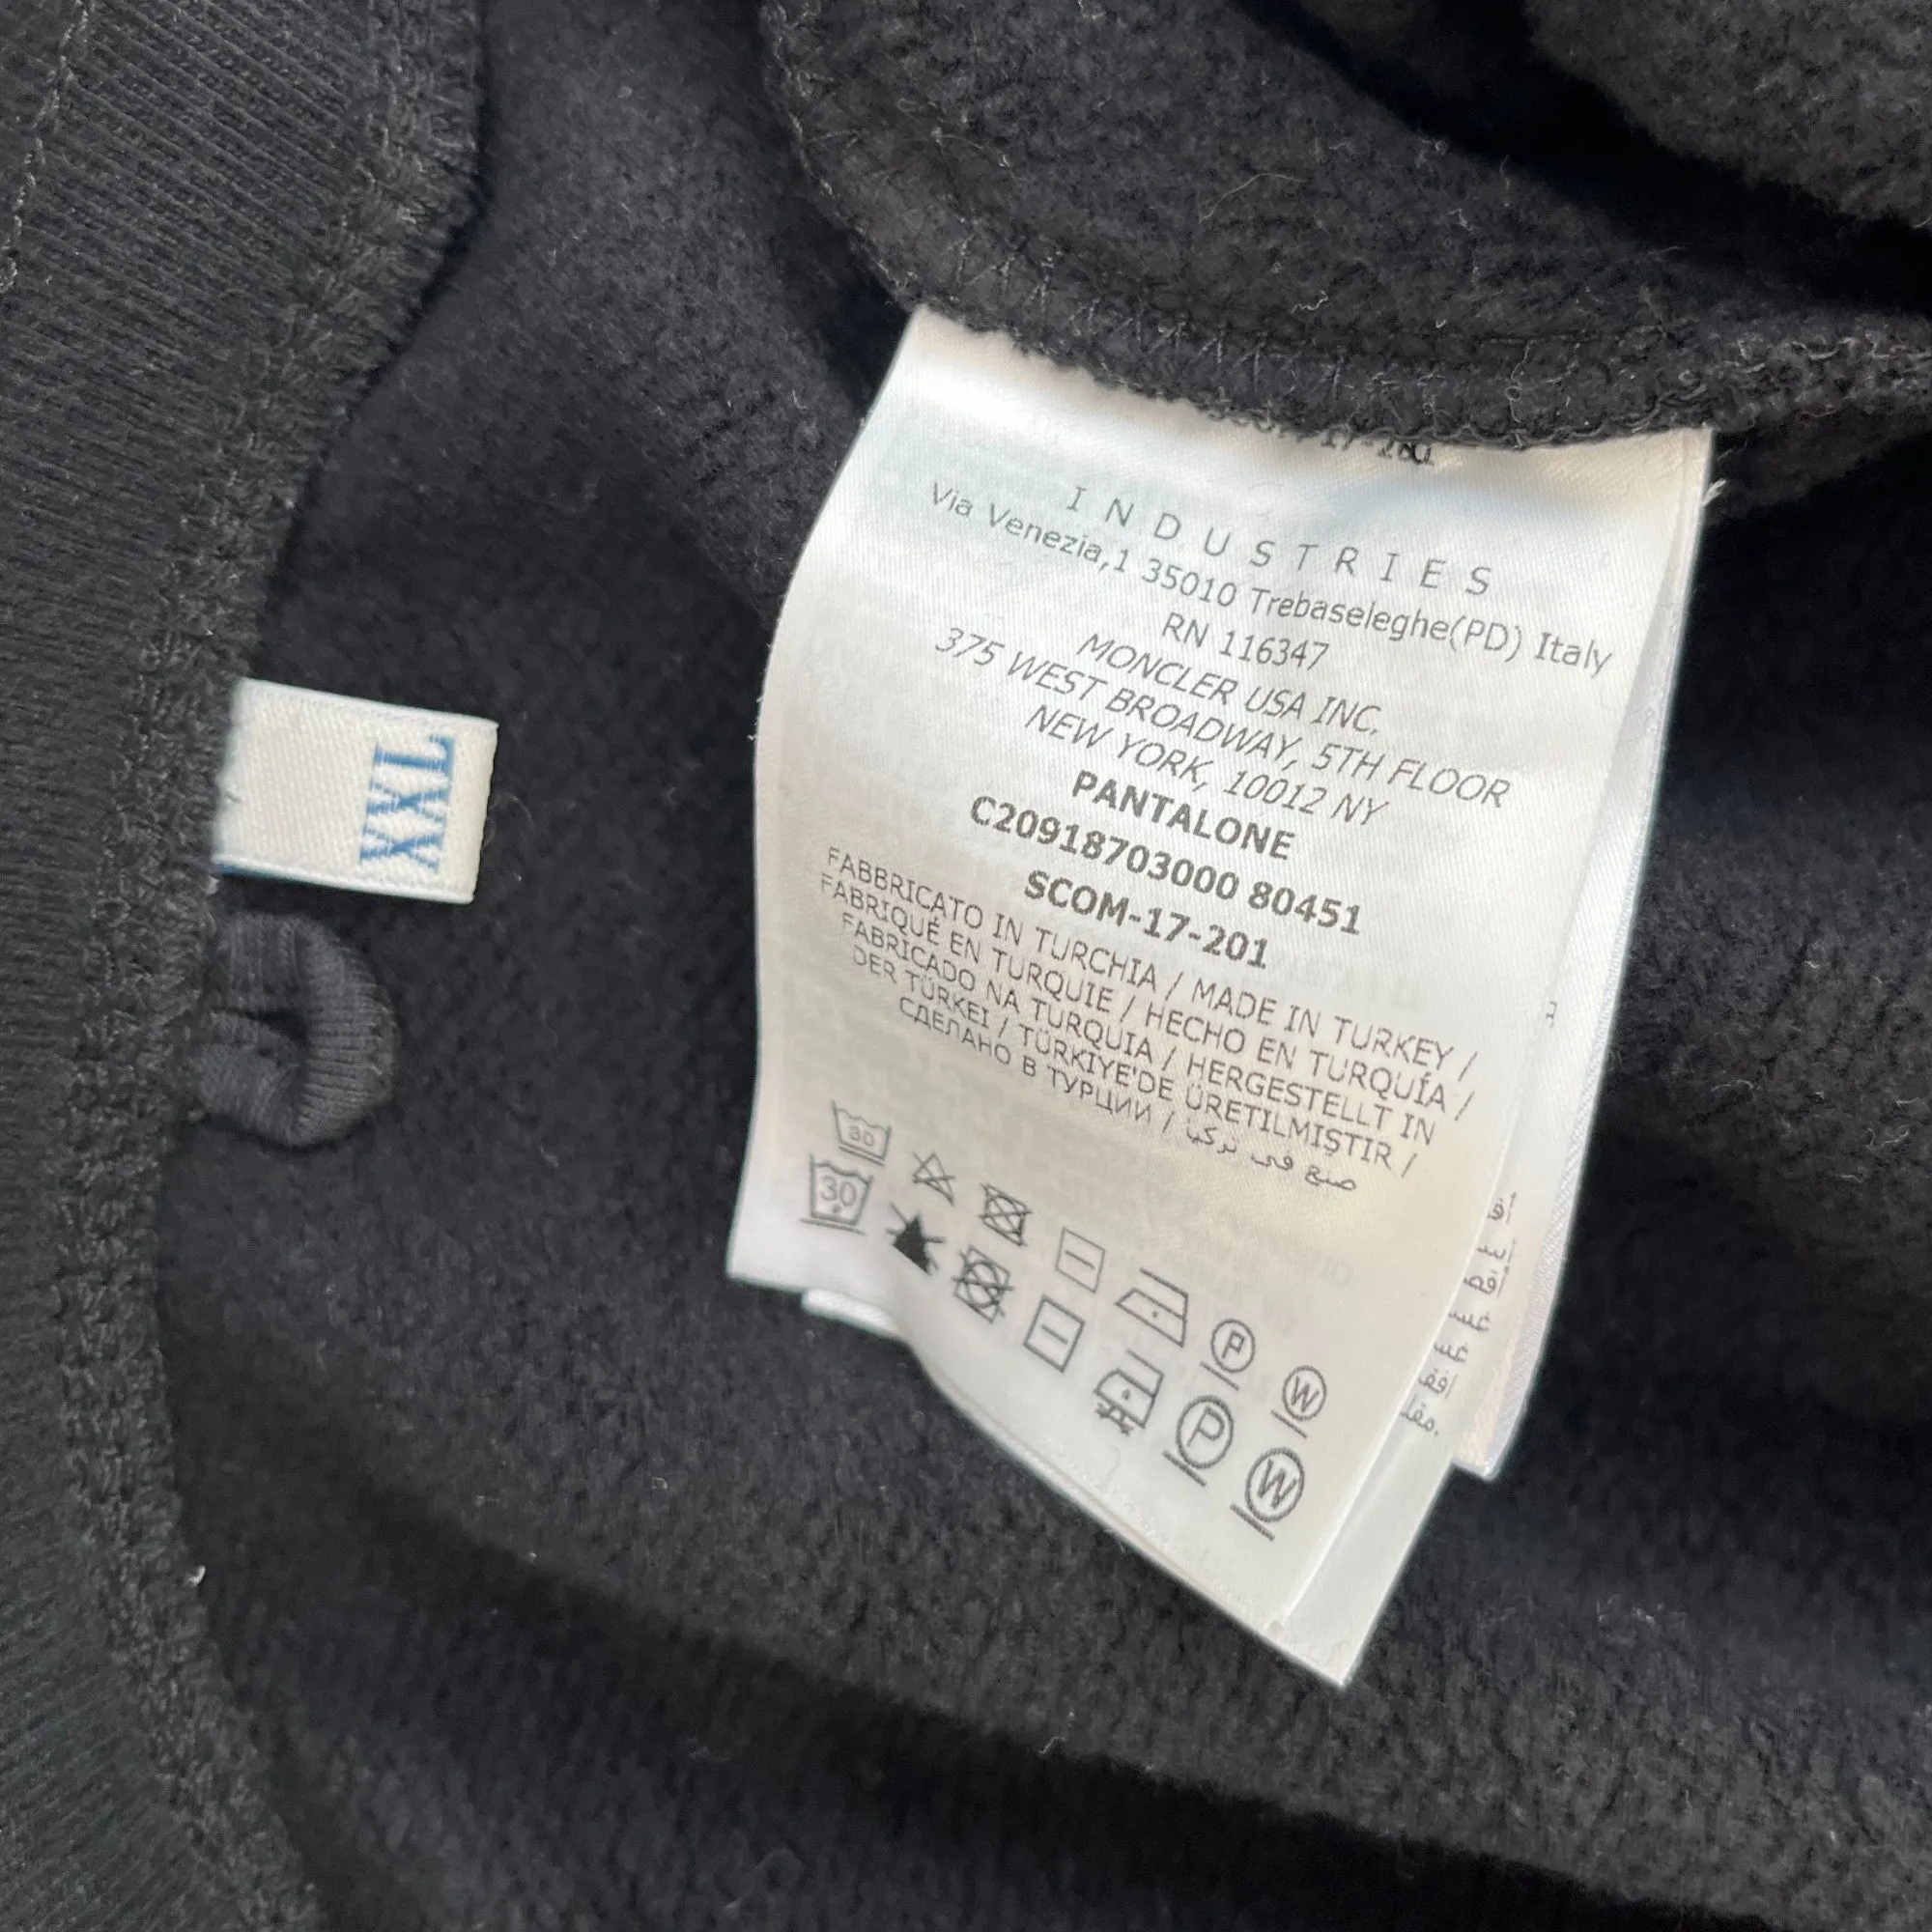 XXL
INDUSTRIES
Via Venezia,1 35010 Trebaseleghe(PD) Italy
RN 116347
MONCLER USA INC.
375 WEST BROADWAY, 5TH FLOOR
NEW YORK, 10012 NY
PANTALONE
C20918703000 80451
SCOM-17-201
FABBRICATO IN TURCHIA / MADE IN TURKEY /
FABRIQUÉ EN TURQUIE / HECHO EN TURQUÍA /
FABRICADO NA TURQUIA / HERGESTELLT IN
DER TÜRKEI / TÜRKİYE'DE ÜRETILMIŞTIR /
СДЕЛАНО В ТУРЦИИ / صنع في تركيا
30 P W
30 P W